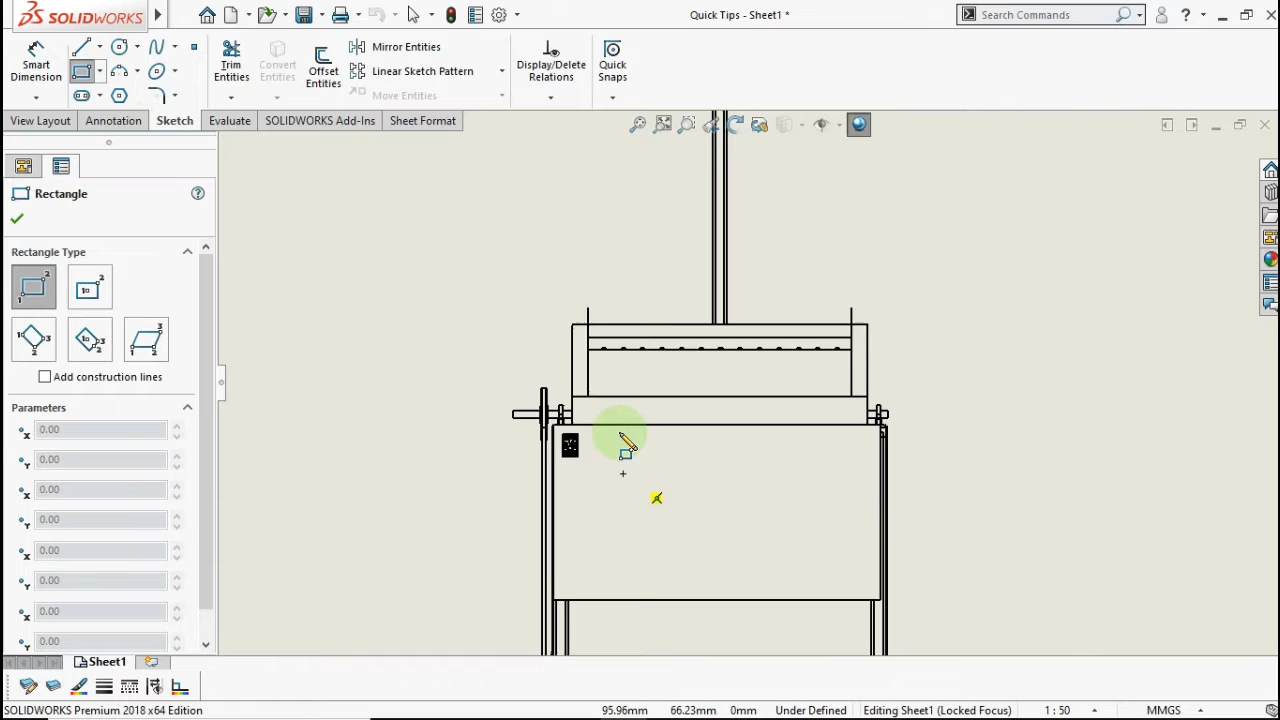 SOLIDWORKS
Quick Tips - Sheet1 *
Search Commands
?
Smart
Dimension
Trim
Entities
Convert
Entities
Offset
Entities
Mirror Entities
Linear Sketch Pattern
Move Entities
Display/Delete
Relations
Quick
Snaps
View Layout
Annotation
Sketch
Evaluate
SOLIDWORKS Add-Ins
Sheet Format
Rectangle
?
Rectangle Type
Add construction lines
Parameters
X 0.00
Y 0.00
X 0.00
Y 0.00
X 0.00
Y 0.00
X 0.00
Y 0.00
Sheet1
SOLIDWORKS Premium 2018 x64 Edition
95.96mm
66.23mm
0mm
Under Defined
Editing Sheet1 (Locked Focus)
1 : 50
MMGS